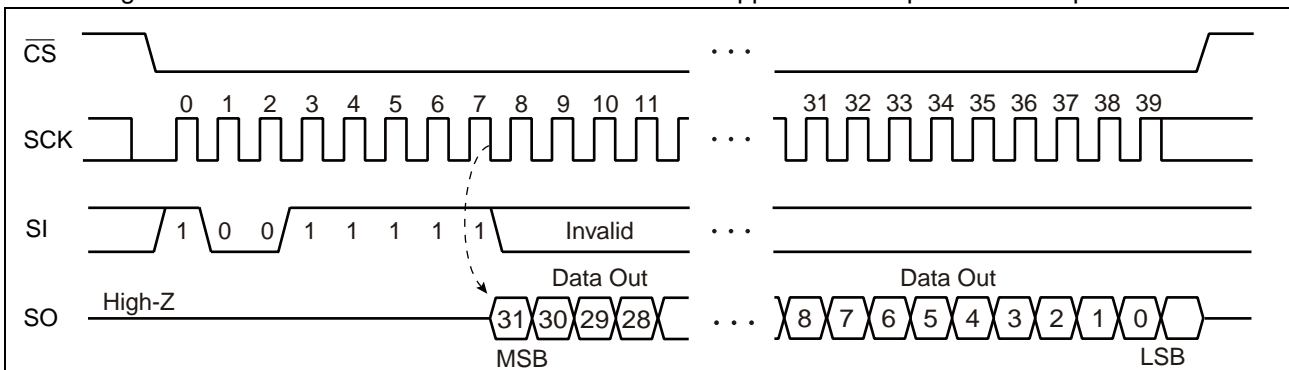 CS
0 1 2 3 4 5 6 7 8 9 10 11 31 32 33 34 35 36 37 38 39
SCK
. . .
SI 1 0 0 1 1 1 1 1 Invalid . . .
Data Out Data Out
High-Z
SO 31 30 29 28 . . . 8 7 6 5 4 3 2 1 0
MSB LSB